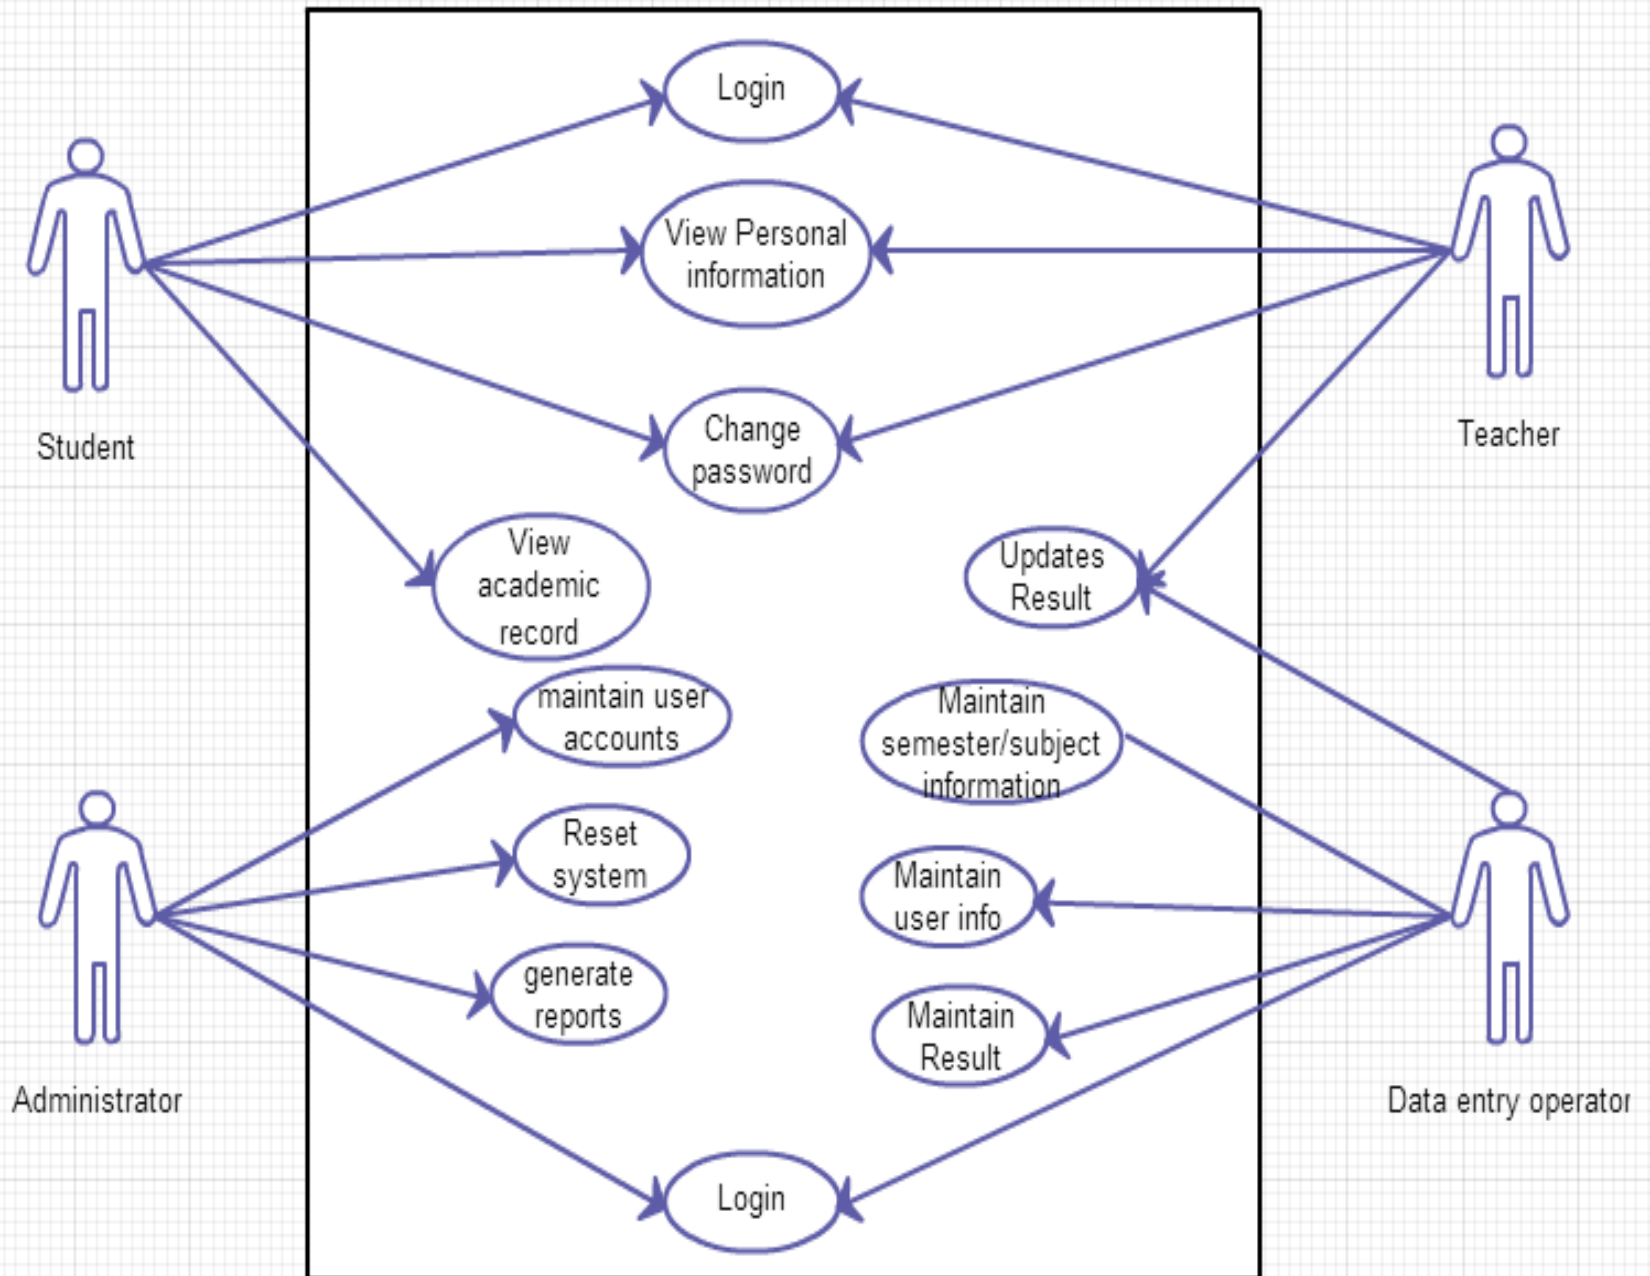 Login
View Personal
information
Change
password
Student
Teacher
View
academic
record
Updates
Result
maintain user
accounts
Maintain
semester/subject
information
Reset
system
Maintain
user info
generate
reports
Maintain
Result
Administrator
Data entry operator
Login